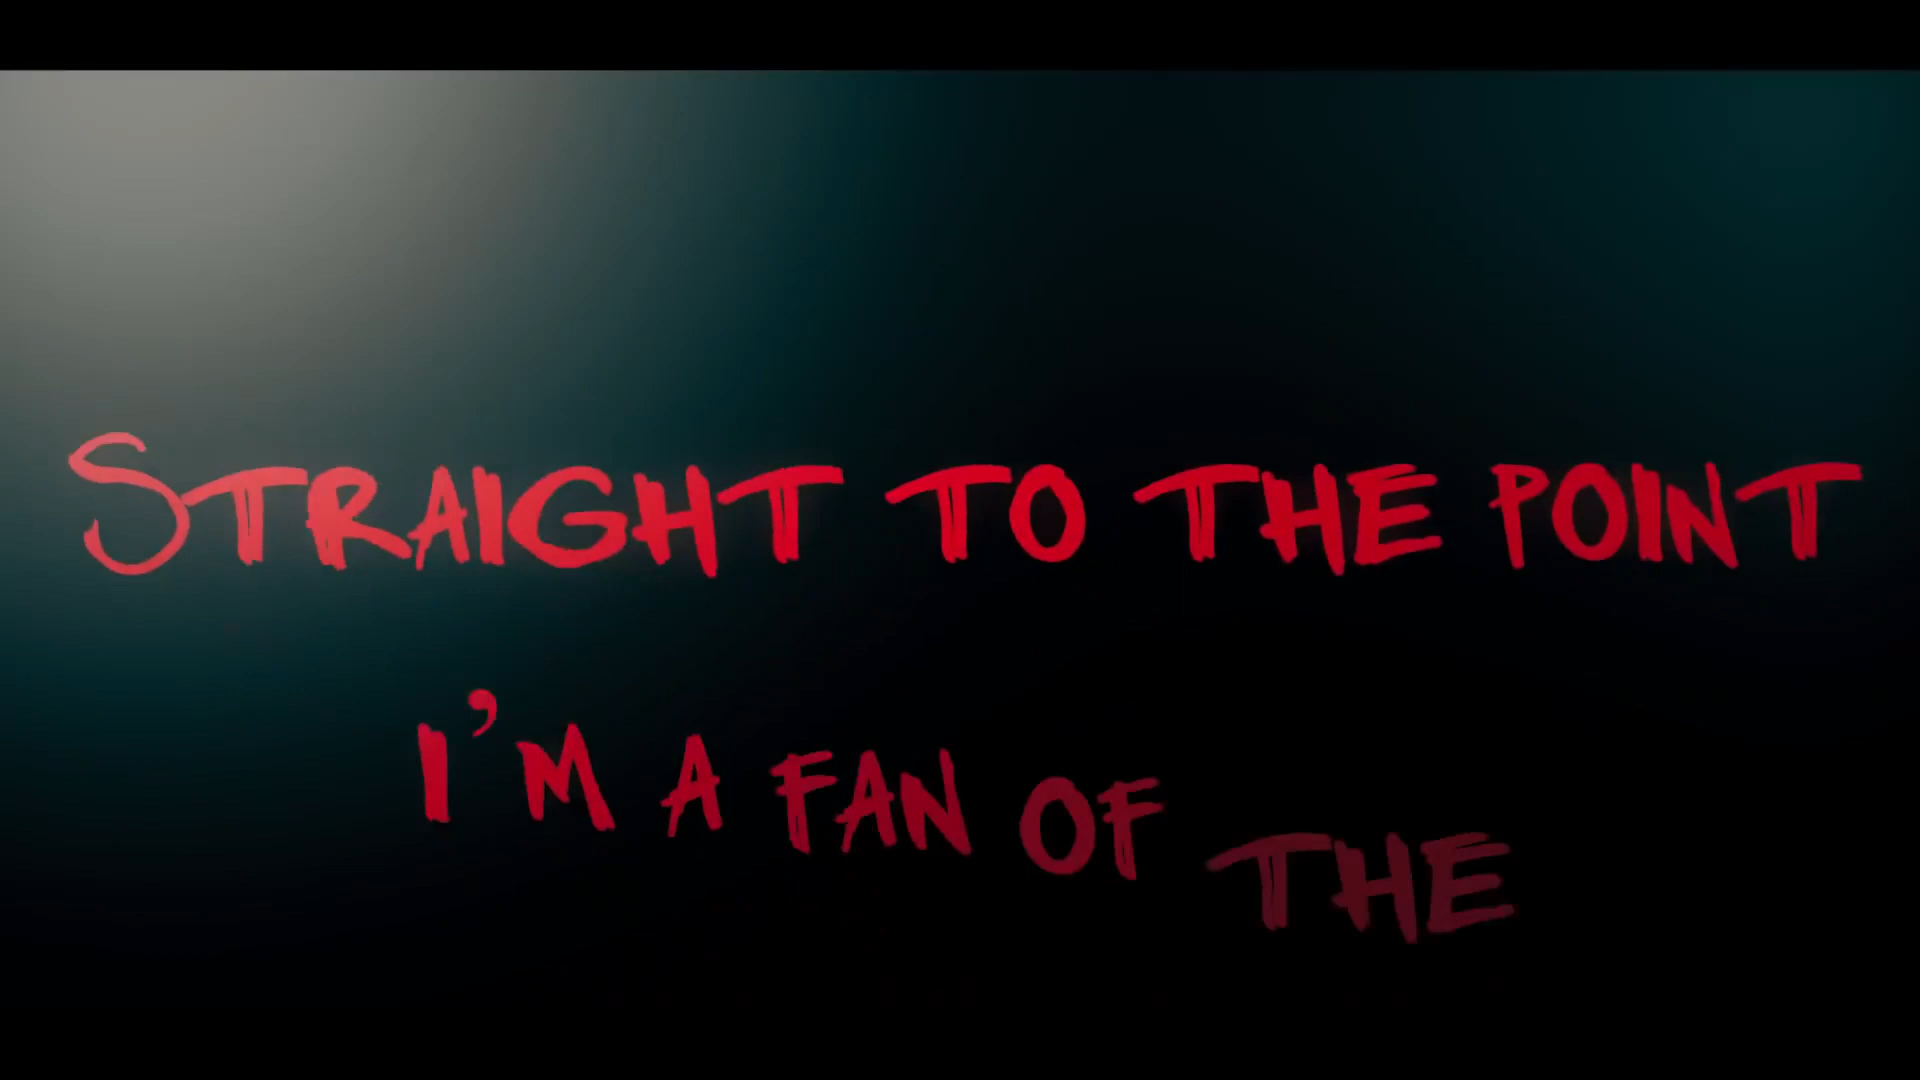 STRAIGHT TO THE POINT
I'M A FAN OF THE